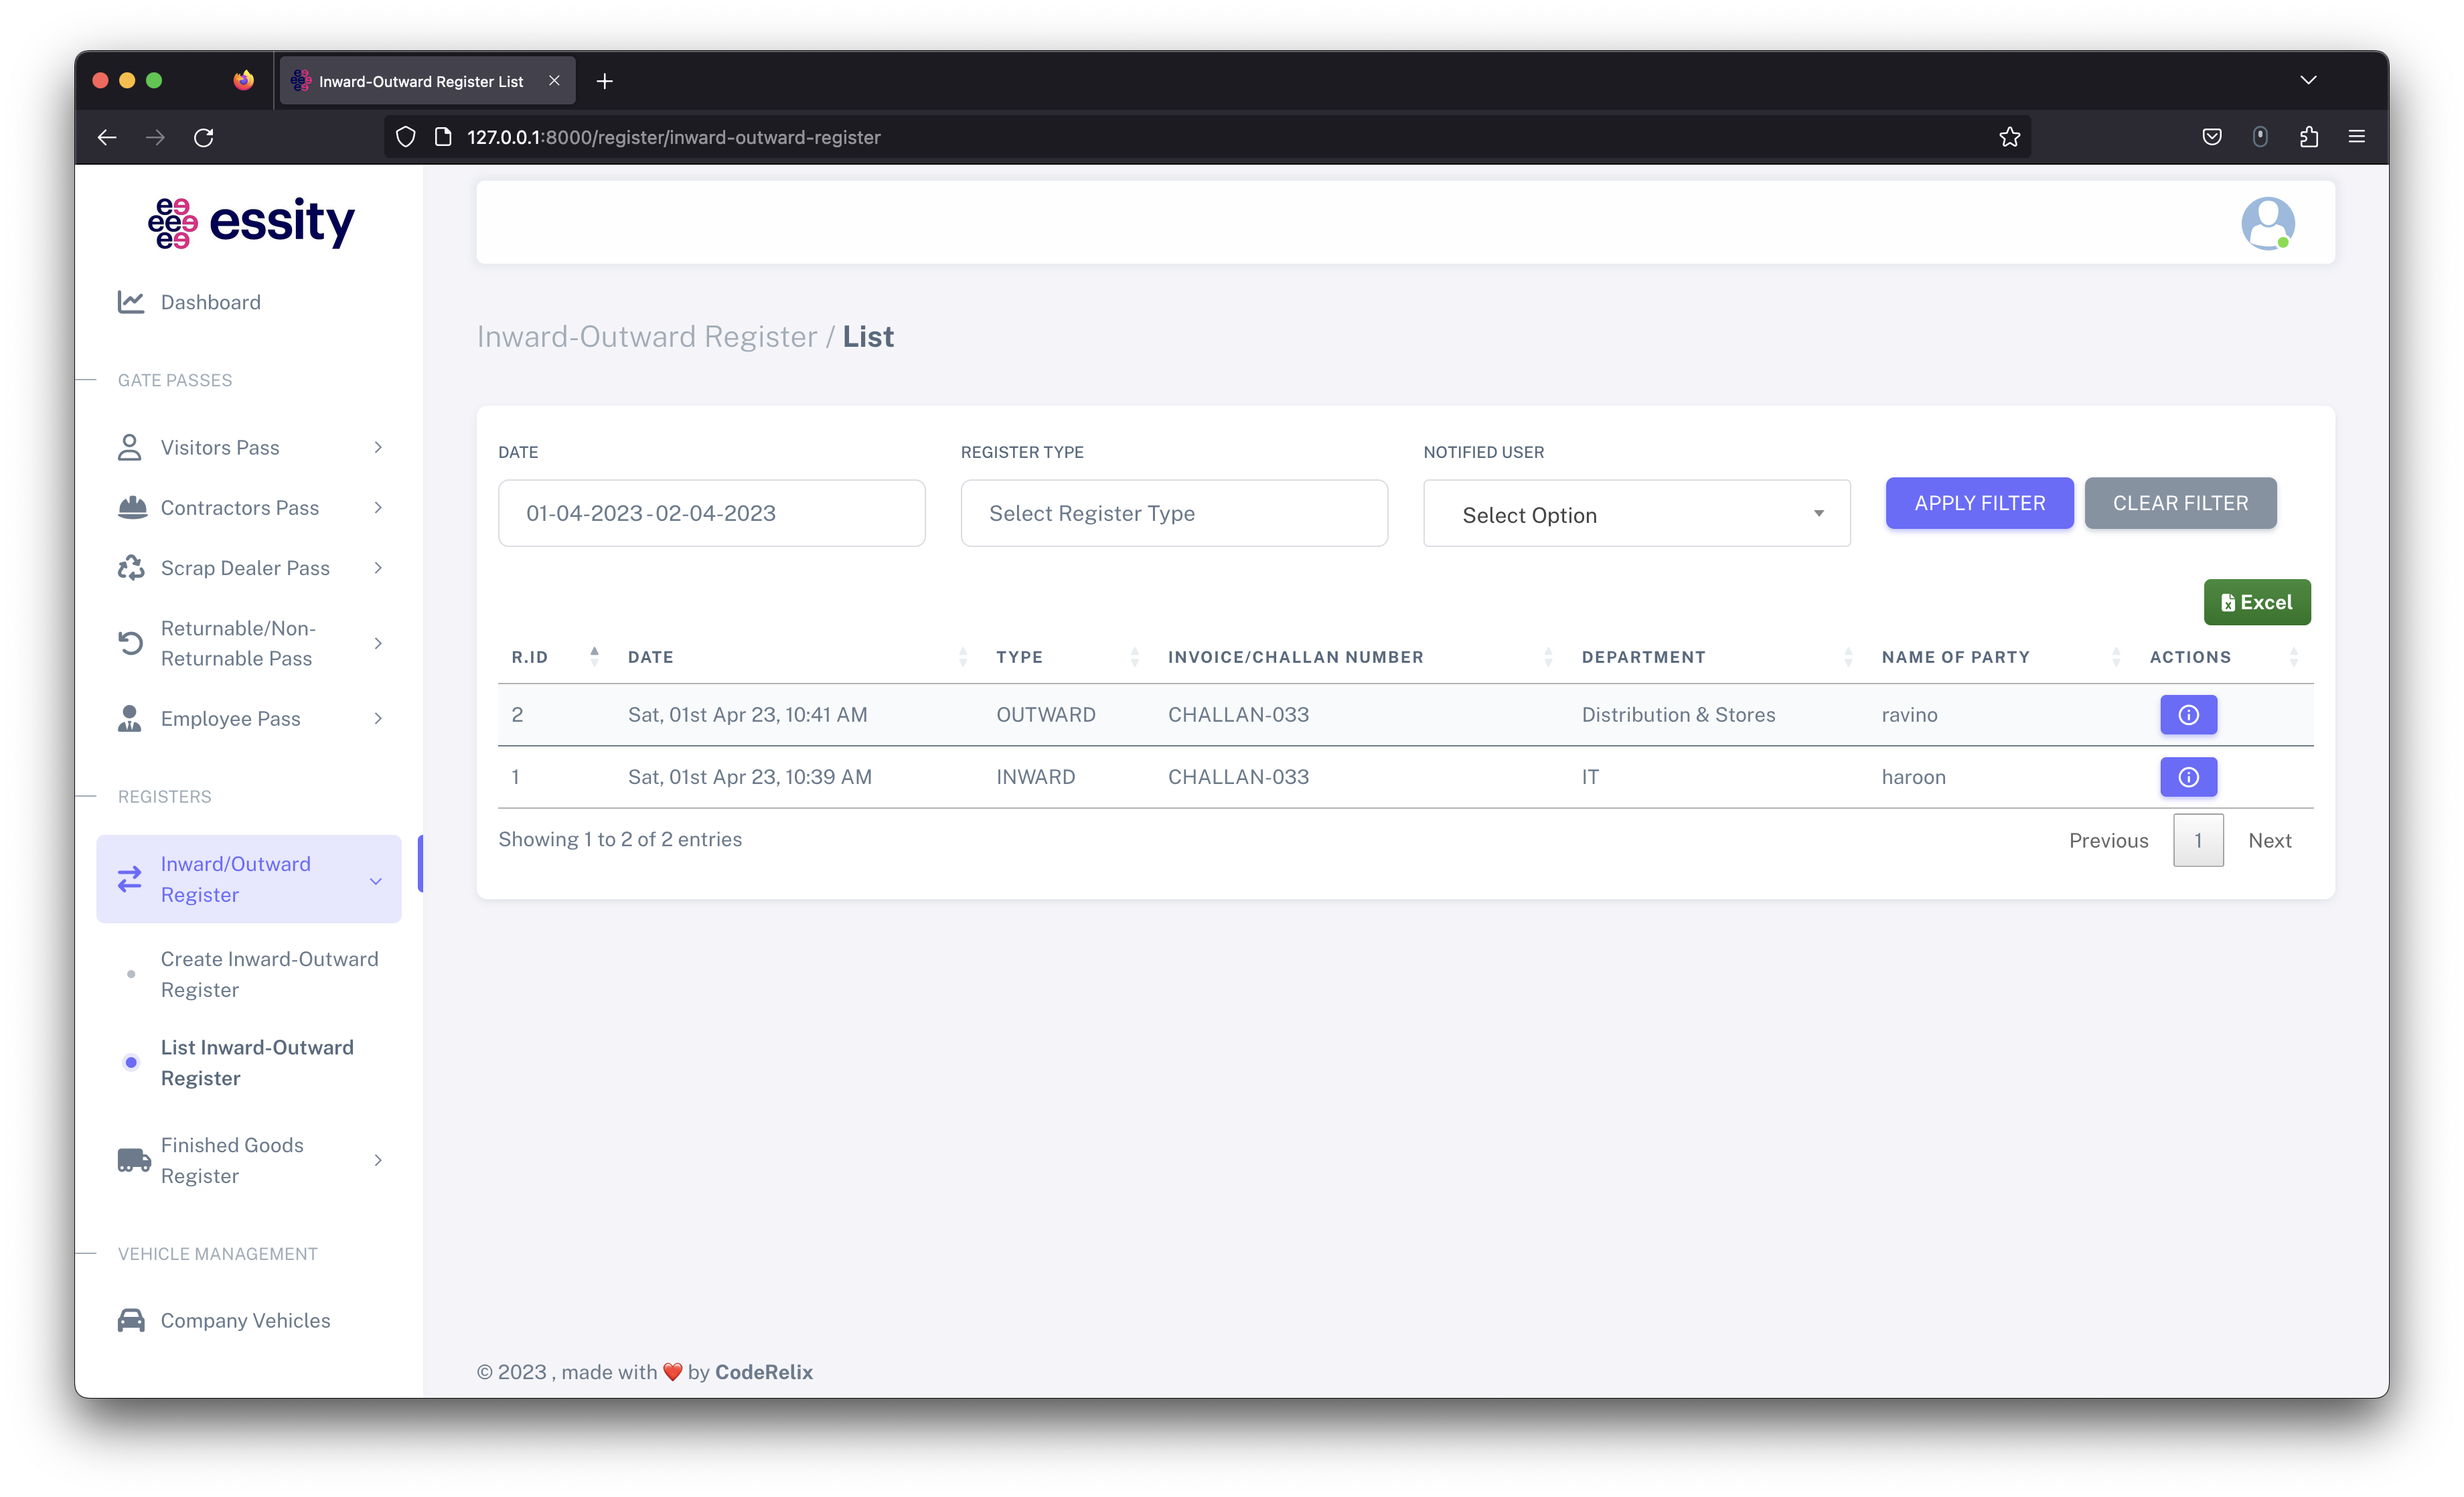 Inward-Outward Register List
127.0.0.1:8000/register/inward-outward-register
essity
Dashboard
GATE PASSES
Visitors Pass
Contractors Pass
Scrap Dealer Pass
Returnable/Non-
Returnable Pass
Employee Pass
REGISTERS
Inward/Outward
Register
Create Inward-Outward
Register
List Inward-Outward
Register
Finished Goods
Register
VEHICLE MANAGEMENT
Company Vehicles
Inward-Outward Register / List
DATE REGISTER TYPE NOTIFIED USER
01-04-2023 - 02-04-2023 Select Register Type Select Option APPLY FILTER CLEAR FILTER
Excel
R.ID DATE TYPE INVOICE/CHALLAN NUMBER DEPARTMENT NAME OF PARTY ACTIONS
2 Sat, 01st Apr 23, 10:41 AM OUTWARD CHALLAN-033 Distribution & Stores ravino
1 Sat, 01st Apr 23, 10:39 AM INWARD CHALLAN-033 IT haroon
Showing 1 to 2 of 2 entries Previous 1 Next
© 2023 , made with ❤️ by CodeRelix